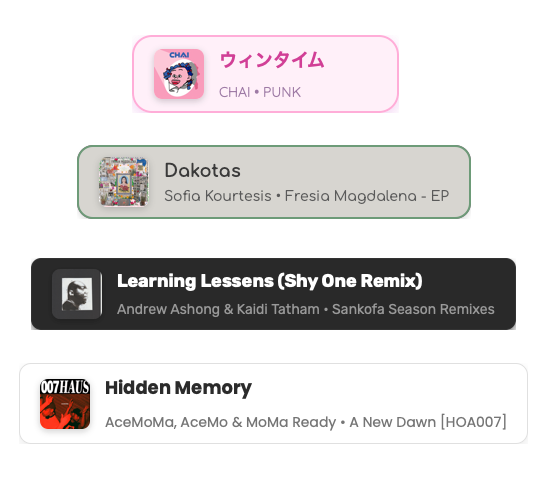 CHAI
ウィンタイム
CHAI • PUNK
Dakotas
Sofia Kourtesis • Fresia Magdalena - EP
Learning Lessens (Shy One Remix)
Andrew Ashong & Kaidi Tatham • Sankofa Season Remixes
007HAUS
Hidden Memory
AceMoMa, AceMo & MoMa Ready • A New Dawn [HOA007]